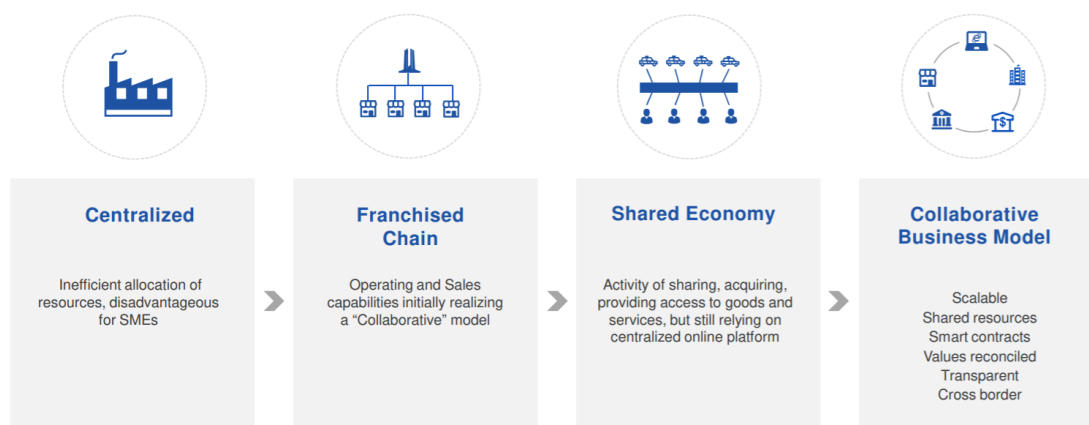 Centralized
Inefficient allocation of
resources, disadvantageous
for SMEs
Franchised
Chain
Operating and Sales
capabilities initially realizing
a “Collaborative” model
Shared Economy
Activity of sharing, acquiring,
providing access to goods and
services, but still relying on
centralized online platform
Collaborative
Business Model
Scalable
Shared resources
Smart contracts
Values reconciled
Transparent
Cross border